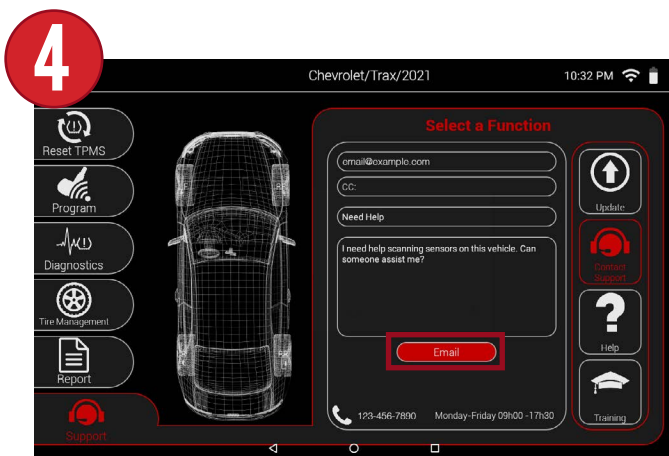 4
Chevrolet/Trax/2021
10:32 PM
Reset TPMS
Program
Diagnostics
Tire Management
Report
Support
Select a Function
email@example.com
CC:
Need Help
I need help scanning sensors on this vehicle. Can
someone assist me?
Email
123-456-7890 Monday-Friday 09h00 -17h30
Update
Contact
Support
Help
Training